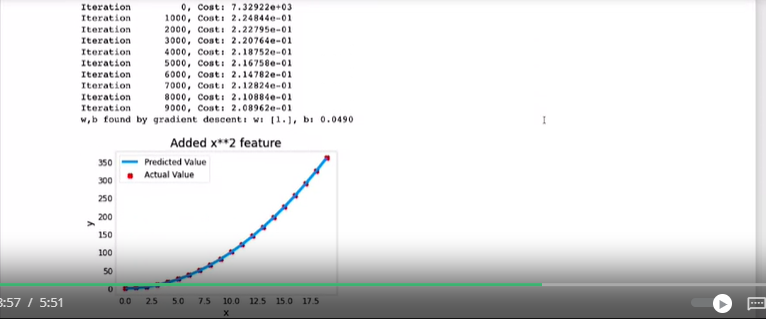 Iteration 0, Cost: 7.32922e+03
Iteration 1000, Cost: 2.24844e-01
Iteration 2000, Cost: 2.22795e-01
Iteration 3000, Cost: 2.20764e-01
Iteration 4000, Cost: 2.18752e-01
Iteration 5000, Cost: 2.16758e-01
Iteration 6000, Cost: 2.14782e-01
Iteration 7000, Cost: 2.12824e-01
Iteration 8000, Cost: 2.10884e-01
Iteration 9000, Cost: 2.08962e-01
w,b found by gradient descent: w: [1.], b: 0.0490
Added x**2 feature
Predicted Value
Actual Value
350
300
250
200
150
100
50
0
y
0.0 2.5 5.0 7.5 10.0 12.5 15.0 17.5
x
3:57 / 5:51